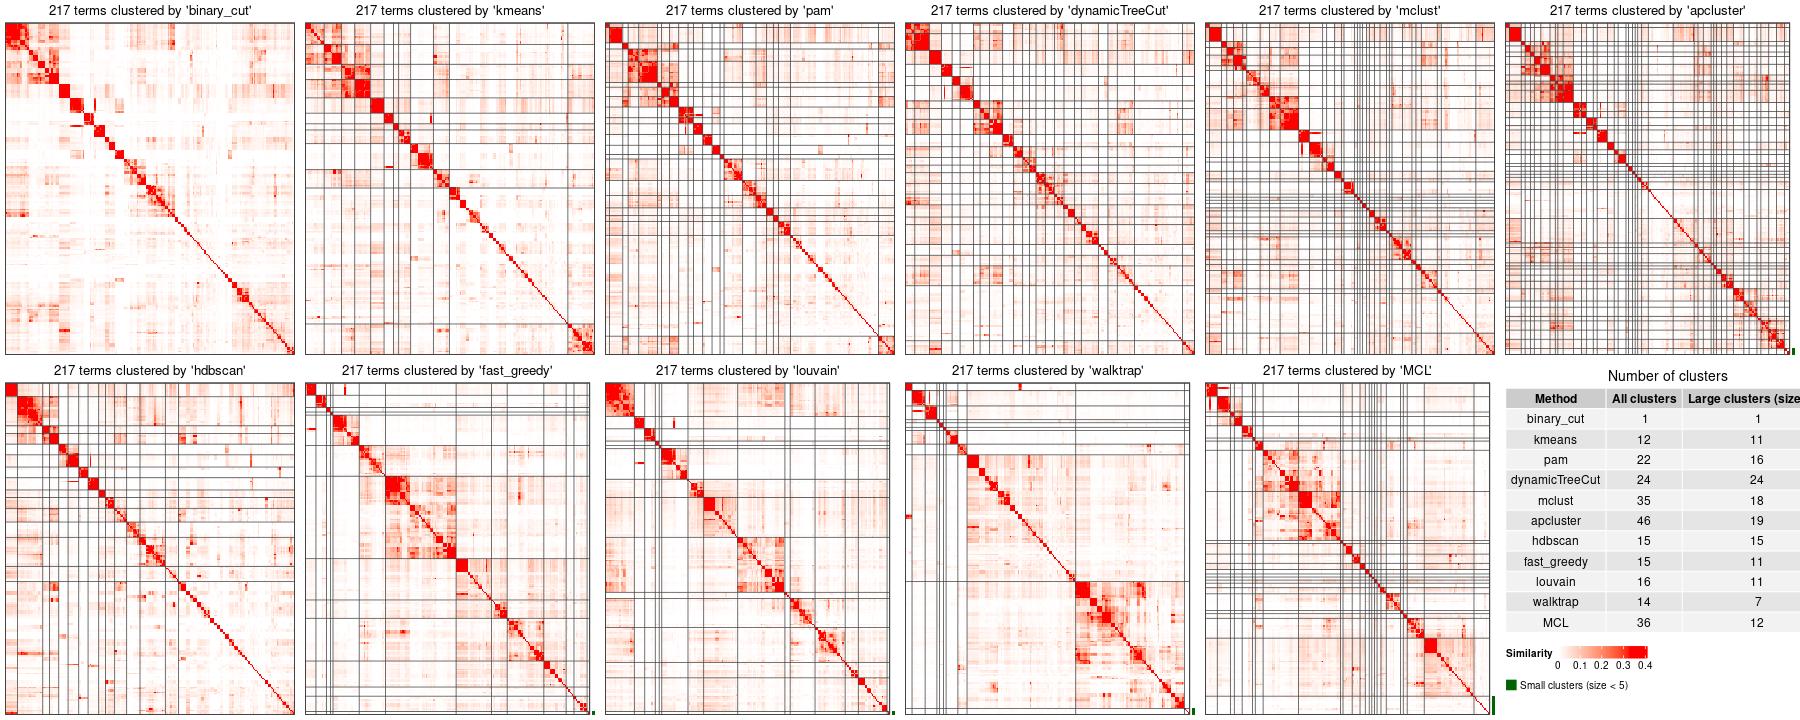 217 terms clustered by 'binary_cut'
217 terms clustered by 'kmeans'
217 terms clustered by 'pam'
217 terms clustered by 'dynamicTreeCut'
217 terms clustered by 'mclust'
217 terms clustered by 'apcluster'
217 terms clustered by 'hdbscan'
217 terms clustered by 'fast_greedy'
217 terms clustered by 'louvain'
217 terms clustered by 'walktrap'
217 terms clustered by 'MCL'
Number of clusters
Method All clusters Large clusters (size
binary_cut 1 1
kmeans 12 11
pam 22 16
dynamicTreeCut 24 24
mclust 35 18
apcluster 46 19
hdbscan 15 15
fast_greedy 15 11
louvain 16 11
walktrap 14 7
MCL 36 12
Similarity
0 0.1 0.2 0.3 0.4
Small clusters (size < 5)